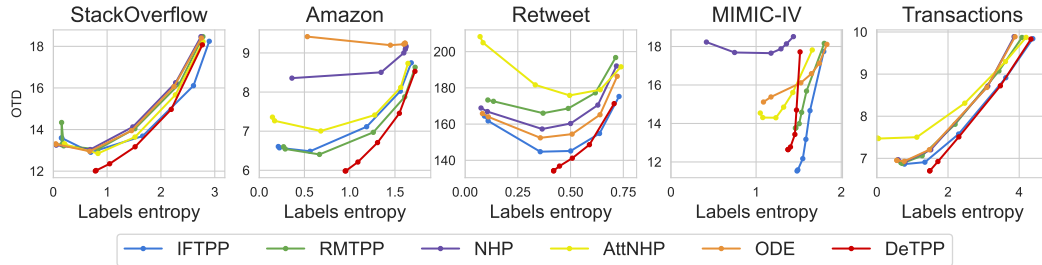 StackOverflow Amazon Retweet MIMIC-IV Transactions
OTD
18
16
14
12
0 1 2 3
9
8
7
6
0.0 0.5 1.0 1.5
200
180
160
140
0.00 0.25 0.50 0.75
18
16
14
12
0 1 2
10
9
8
7
0 2 4
Labels entropy Labels entropy Labels entropy Labels entropy Labels entropy
IFTPP RMTPP NHP AttNHP ODE DeTPP